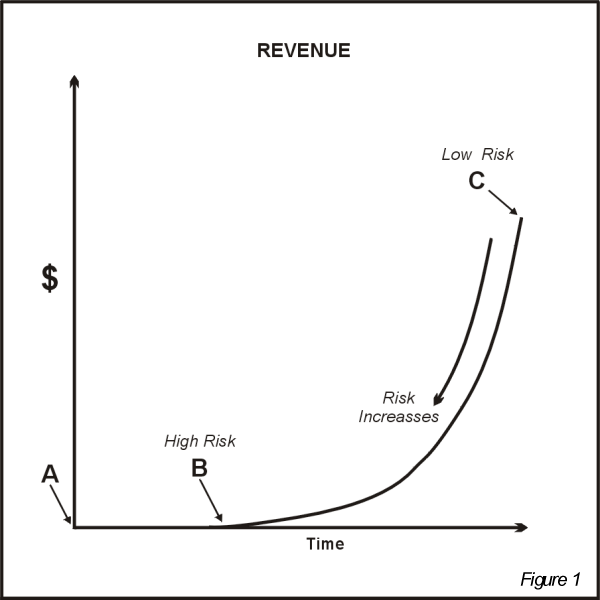 REVENUE
Low Risk
C
$
Risk
Increasses
High Risk
B
A
Time
Figure 1